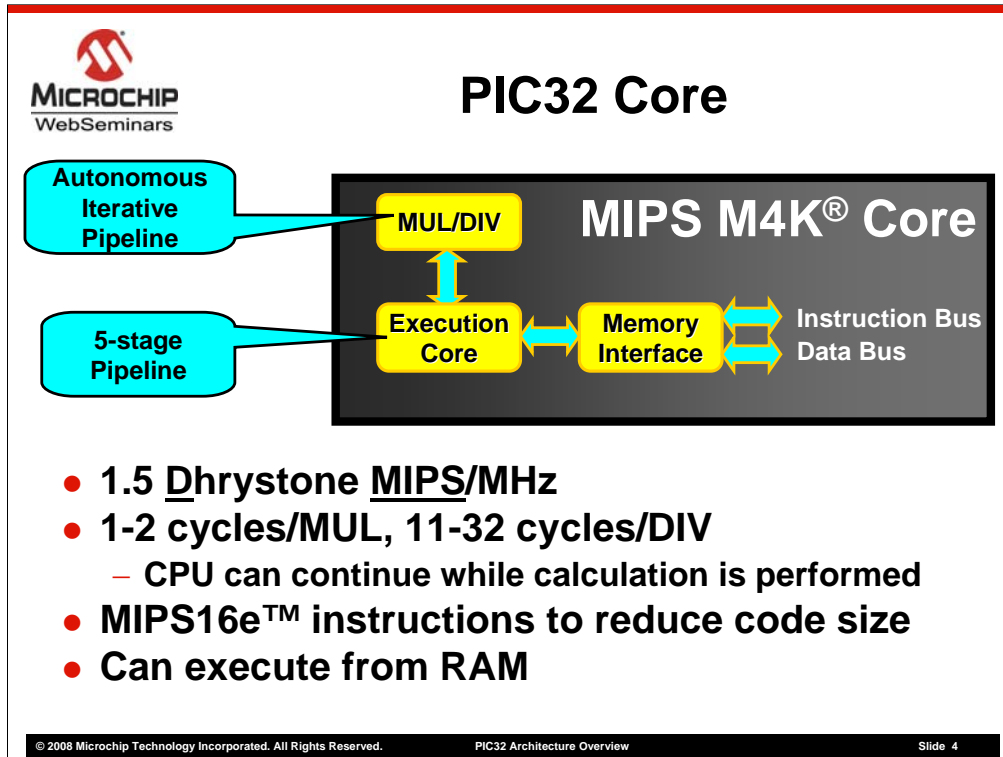 MICROCHIP
WebSeminars
PIC32 Core
Autonomous
Iterative
Pipeline
MUL/DIV
MIPS M4K® Core
5-stage
Pipeline
Execution
Core
Memory
Interface
Instruction Bus
Data Bus
● 1.5 Dhrystone MIPS/MHz
● 1-2 cycles/MUL, 11-32 cycles/DIV
– CPU can continue while calculation is performed
● MIPS16e™ instructions to reduce code size
● Can execute from RAM
© 2008 Microchip Technology Incorporated. All Rights Reserved. PIC32 Architecture Overview Slide 4